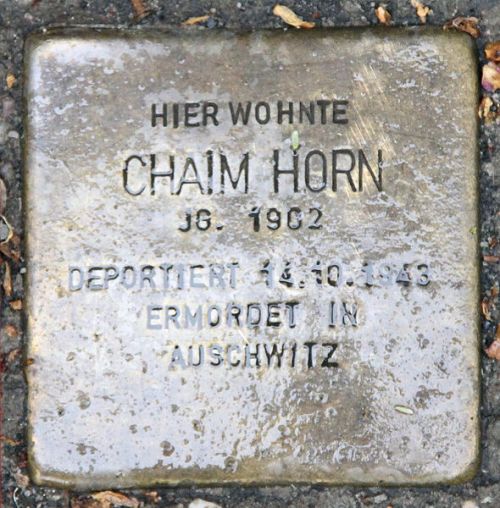 HIER WOHNTE
CHAIM HORN
JG. 1902
DEPORTIERT 14.10.1943
ERMORDET IN
AUSCHWITZ